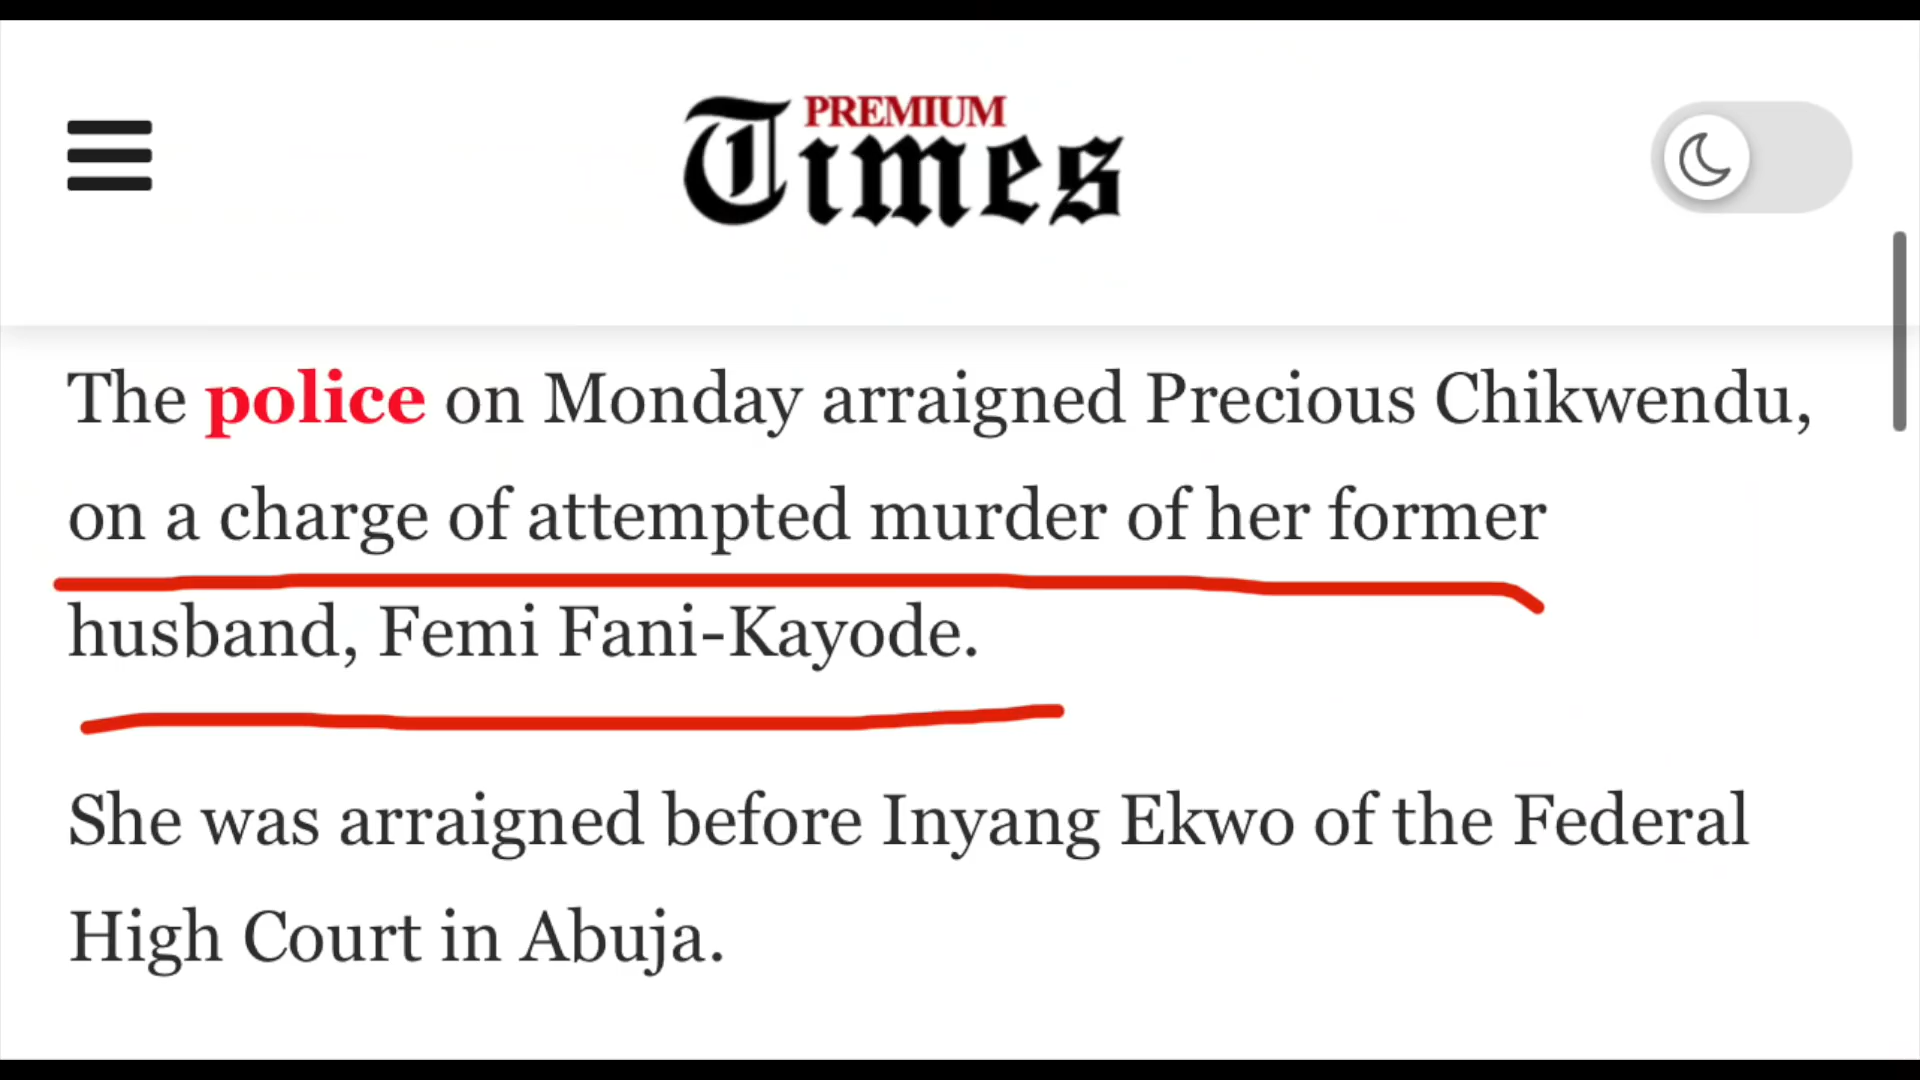 PREMIUM
Times
The police on Monday arraigned Precious Chikwendu,
on a charge of attempted murder of her former
husband, Femi Fani-Kayode.
She was arraigned before Inyang Ekwo of the Federal
High Court in Abuja.